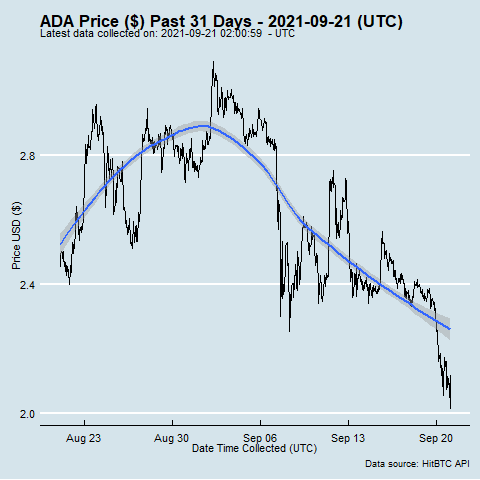 ADA Price ($) Past 31 Days - 2021-09-21 (UTC)
Latest data collected on: 2021-09-21 02:00:59 - UTC
Price USD ($)
2.8
2.4
2.0
Aug 23 Aug 30 Sep 06 Sep 13 Sep 20
Date Time Collected (UTC)
Data source: HitBTC API